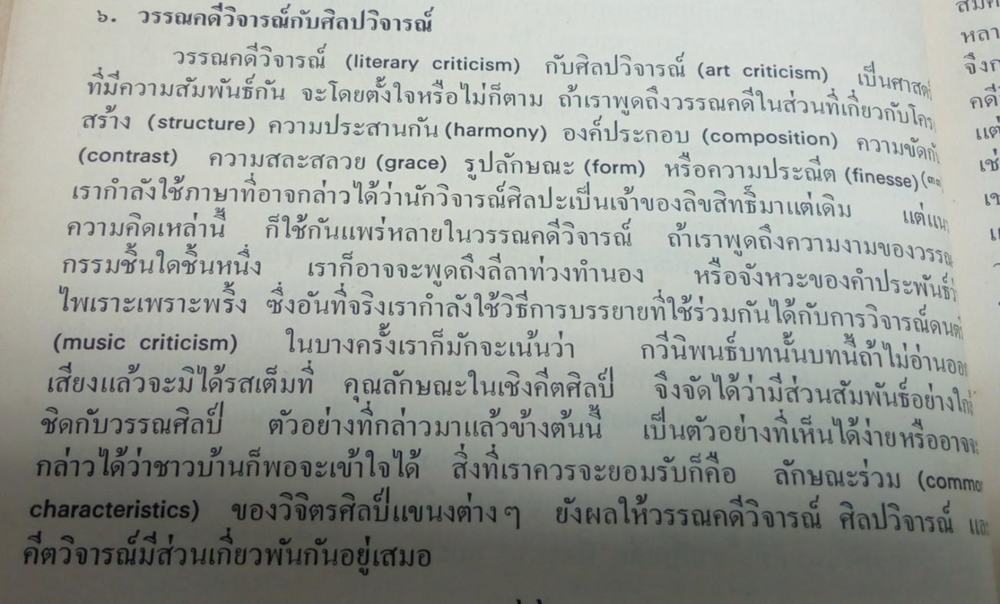 ๖. วรรณคดีวิจารณ์กับศิลปวิจารณ์
วรรณคดีวิจารณ์ (literary criticism) กับศิลปวิจารณ์ (art criticism) เป็นศาสตร์
ที่มีความสัมพันธ์กัน จะโดยตั้งใจหรือไม่ก็ตาม ถ้าเราพูดถึงวรรณคดีในส่วนที่เกี่ยวกับโครง
สร้าง (structure) ความประสานกัน (harmony) องค์ประกอบ (composition) ความขัดกัน
(contrast) ความสละสลวย (grace) รูปลักษณะ (form) หรือความประณีต (finesse)
เรากำลังใช้ภาษาที่อาจกล่าวได้ว่านักวิจารณ์ศิลปะเป็นเจ้าของลิขสิทธิ์มาแต่เดิม แต่แนว
ความคิดเหล่านี้ ก็ใช้กันแพร่หลายในวรรณคดีวิจารณ์ ถ้าเราพูดถึงความงามของวรรณ
กรรมชิ้นใดชิ้นหนึ่ง เราก็อาจจะพูดถึงลีลาท่วงทำนอง หรือจังหวะของคำประพันธ์ว่า
ไพเราะเพราะพริ้ง ซึ่งอันที่จริงเรากำลังใช้วิธีการบรรยายที่ใช้ร่วมกันได้กับการวิจารณ์ดนตรี
(music criticism) ในบางครั้งเราก็มักจะเน้นว่า กวีนิพนธ์บทนั้นบทนี้ถ้าไม่อ่านออก
เสียงแล้วจะมิได้รสเต็มที่ คุณลักษณะในเชิงคีตศิลป์ จึงจัดได้ว่ามีส่วนสัมพันธ์อย่างใกล้
ชิดกับวรรณศิลป์ ตัวอย่างที่กล่าวมาแล้วข้างต้นนี้ เป็นตัวอย่างที่เห็นได้ง่ายหรืออาจจะ
กล่าวได้ว่าชาวบ้านก็พอจะเข้าใจได้ สิ่งที่เราควรจะยอมรับก็คือ ลักษณะร่วม (common
characteristics) ของวิจิตรศิลป์แขนงต่าง ๆ ยังผลให้วรรณคดีวิจารณ์ ศิลปวิจารณ์ และ
คีตวิจารณ์มีส่วนเกี่ยวพันกันอยู่เสมอ